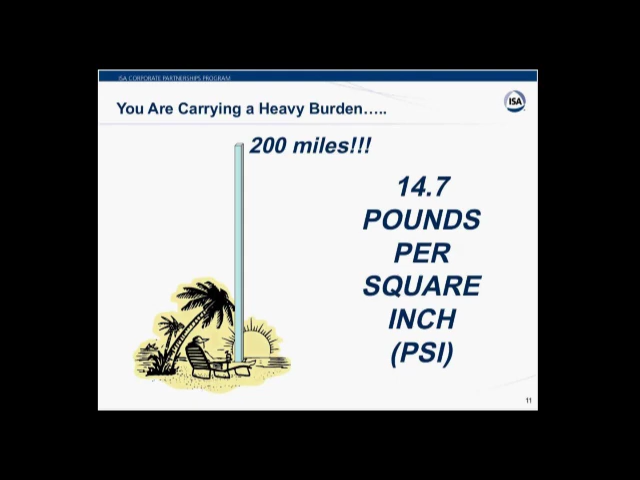 ISA CORPORATE PARTNERSHIPS PROGRAM
You Are Carrying a Heavy Burden…..
ISA
200 miles!!!
14.7
POUNDS
PER
SQUARE
INCH
(PSI)
11